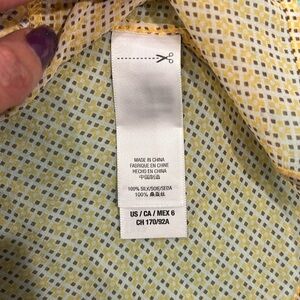 MADE IN CHINA
FABRIQUE EN CHINE
HECHO EN CHINA
中国制造
100% SILK/SOIE/SEDA
100% 桑蚕丝
US / CA / MEX 6
CH 170/92A